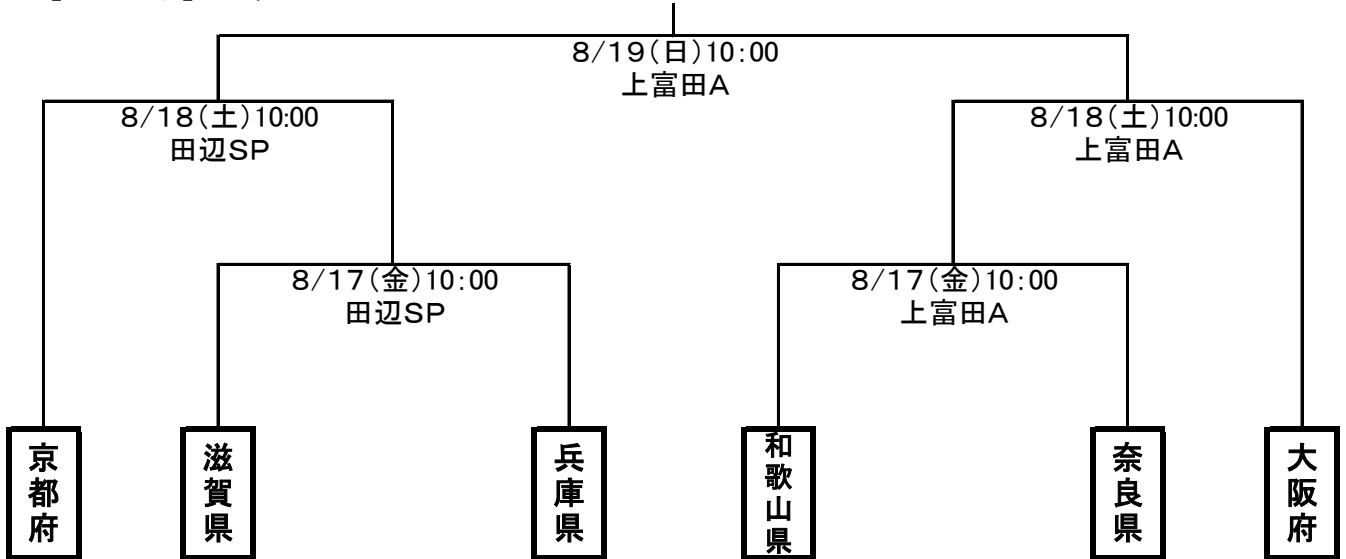 ８/１９(日)10:00
上富田Ａ
８/１８(土)10:00
田辺ＳＰ
８/１８(土)10:00
上富田Ａ
８/１７(金)10:00
田辺ＳＰ
８/１７(金)10:00
上富田Ａ
京都府
滋賀県
兵庫県
和歌山県
奈良県
大阪府